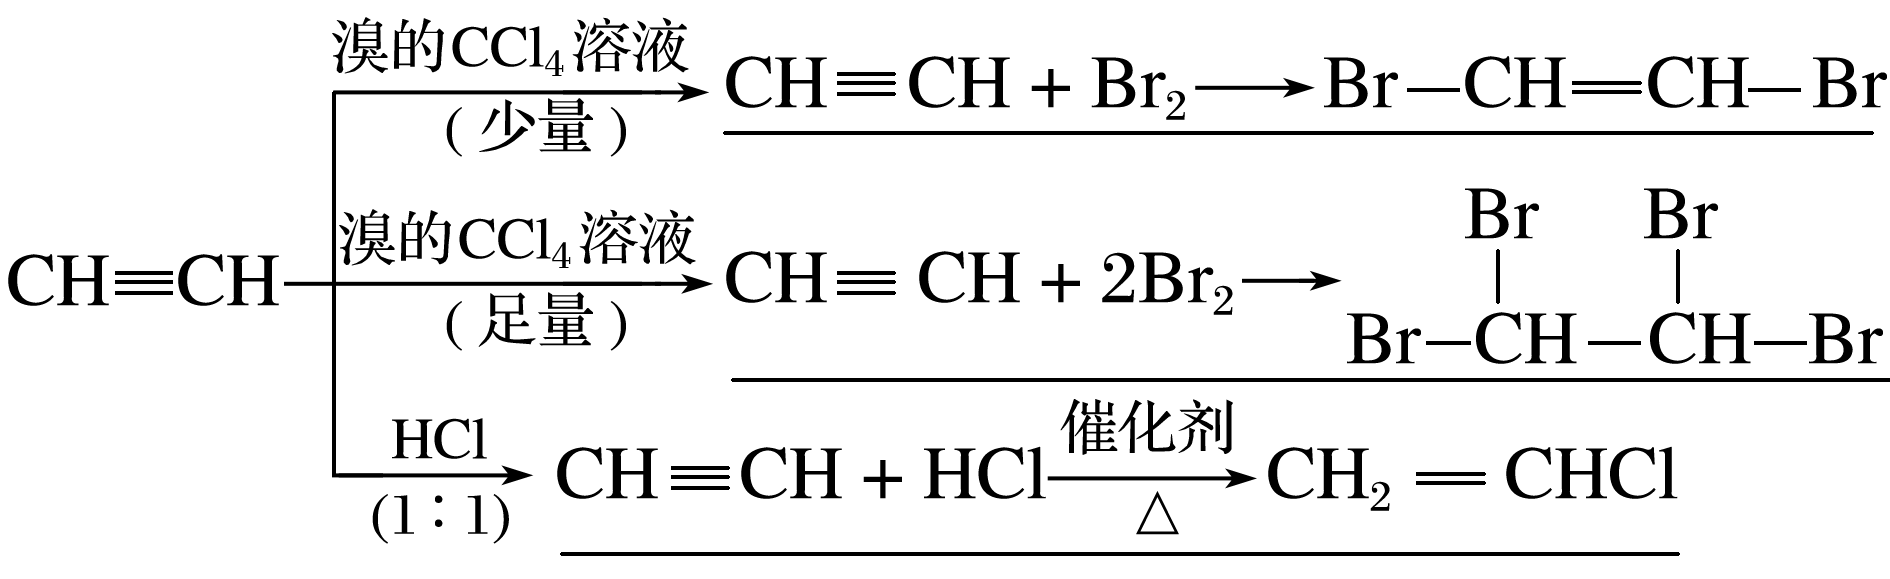 溴的CCl₄溶液
(少量)
CH≡CH + Br₂⟶Br—CH=CH—Br
溴的CCl₄溶液
(足量)
CH≡CH
CH≡CH + 2Br₂⟶
Br Br
Br—CH—CH—Br
HCl
(1∶1)
CH≡CH + HCl
催化剂
△
CH₂=CHCl